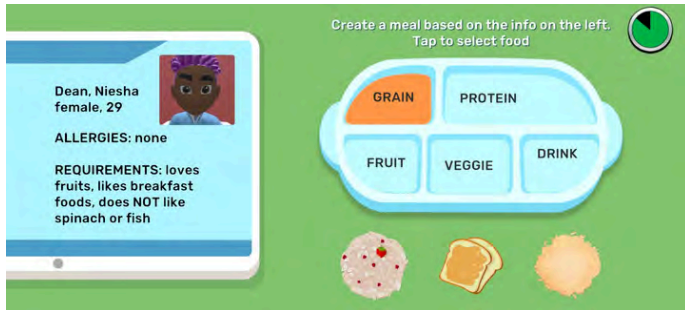 Create a meal based on the info on the left.
Tap to select food
Dean, Niesha
female, 29
ALLERGIES: none
REQUIREMENTS: loves
fruits, likes breakfast
foods, does NOT like
spinach or fish
GRAIN
PROTEIN
FRUIT
VEGGIE
DRINK